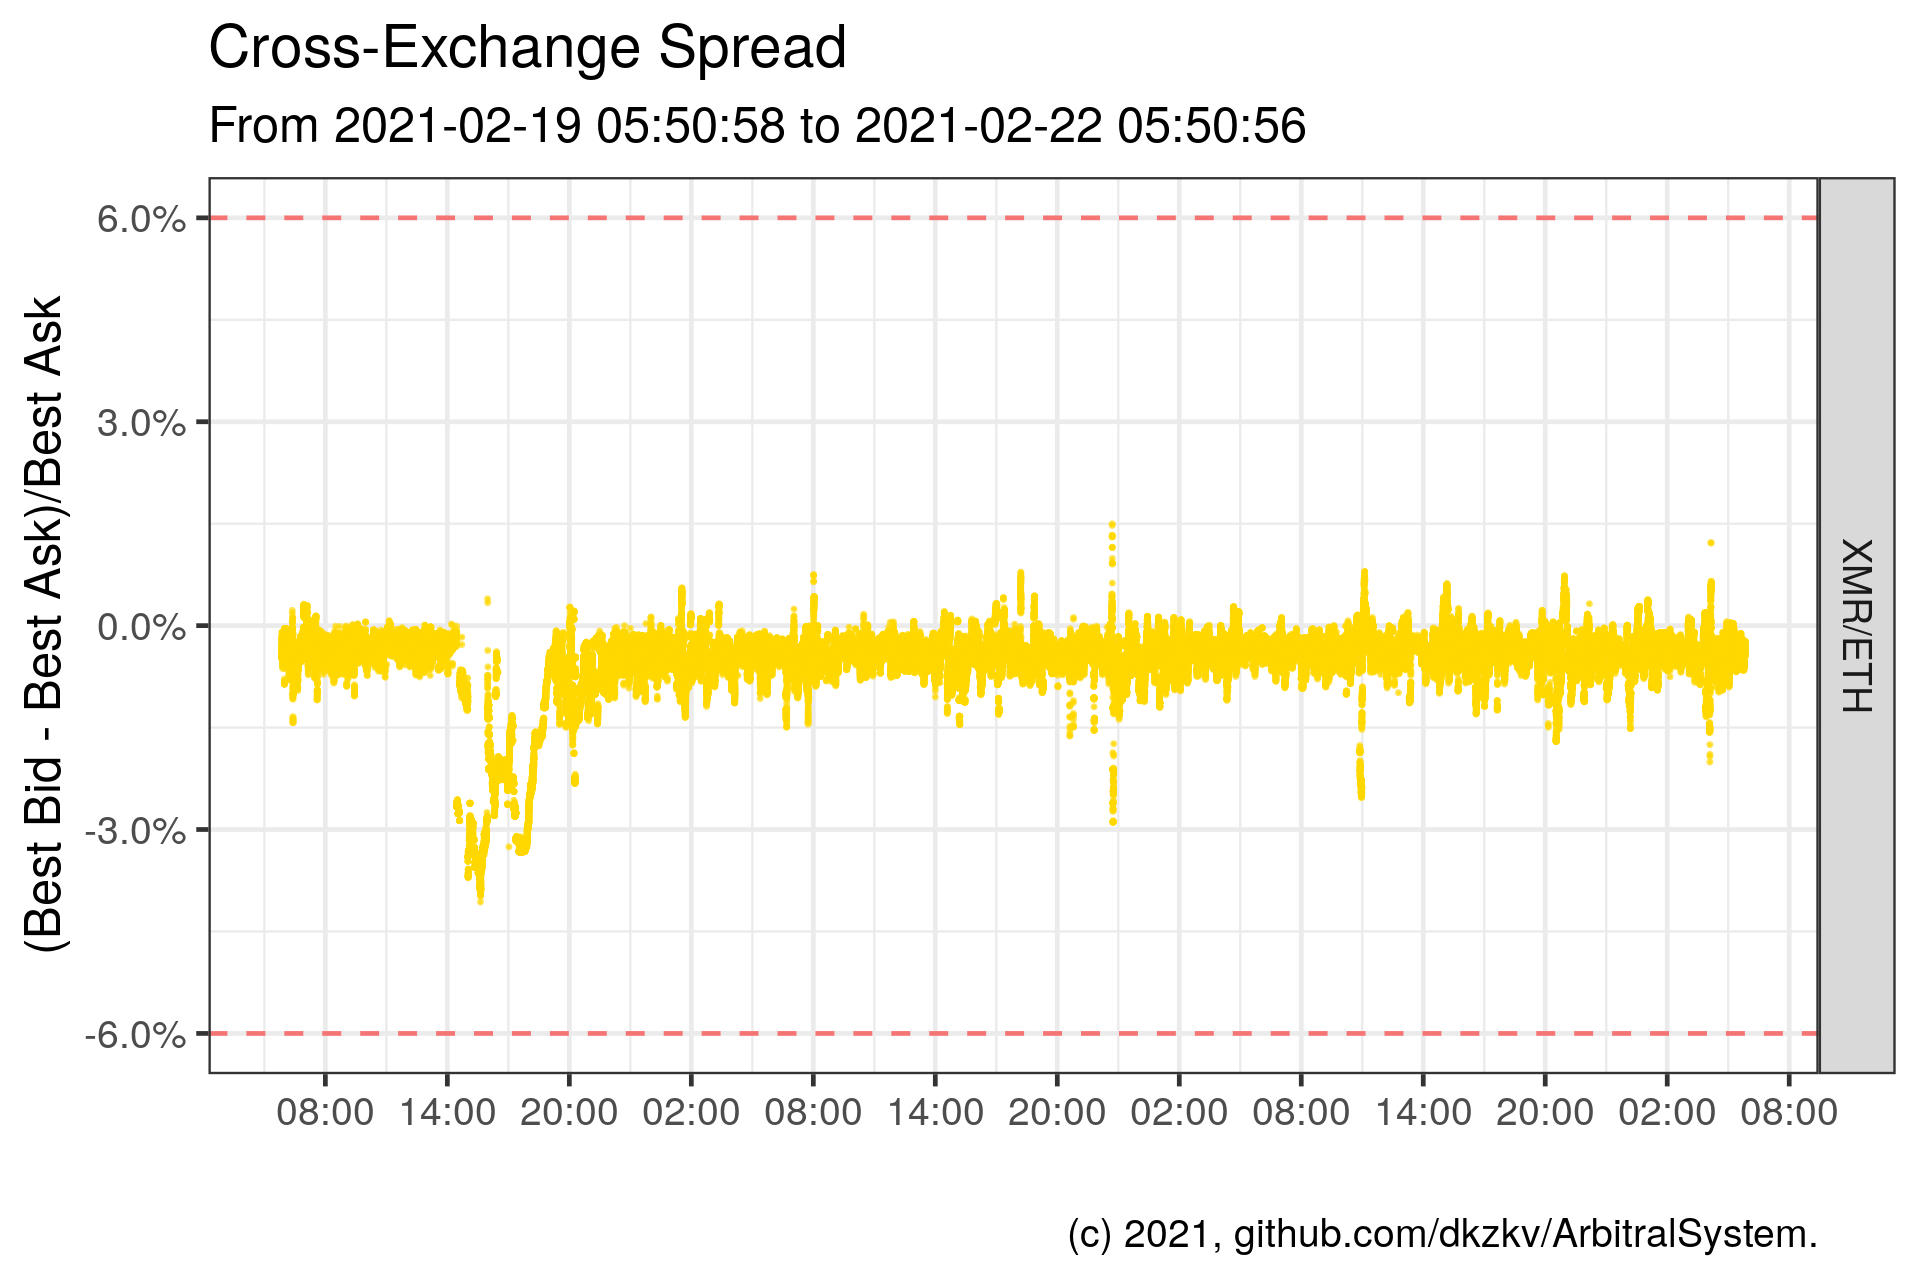 Cross-Exchange Spread
From 2021-02-19 05:50:58 to 2021-02-22 05:50:56
(Best Bid - Best Ask)/Best Ask
6.0%
3.0%
0.0%
-3.0%
-6.0%
XMR/ETH
08:00 14:00 20:00 02:00 08:00 14:00 20:00 02:00 08:00 14:00 20:00 02:00 08:00
(c) 2021, github.com/dkzkv/ArbitralSystem.